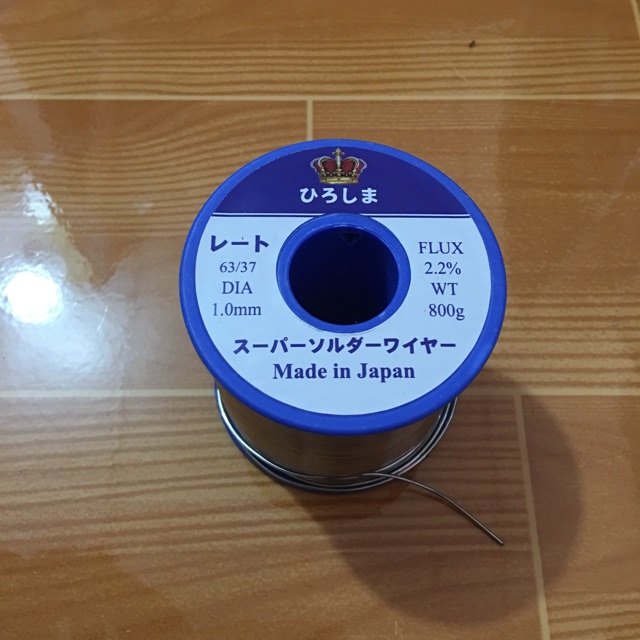 ひろしま
レート
63/37
DIA
1.0mm
FLUX
2.2%
WT
800g
スーパーソルダーワイヤー
Made in Japan